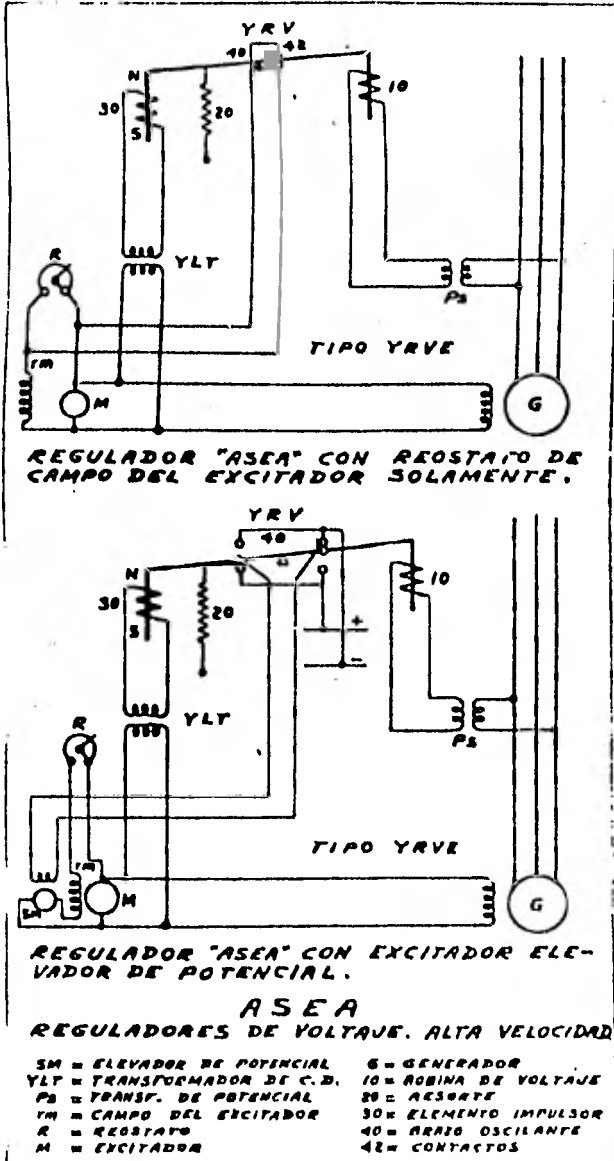 YRV
40 42
N
30
S
20
10
R
YLT
Ps
TIPO YRVE
rm
M
G
REGULADOR "ASEA" CON REOSTATO DE
CAMPO DEL EXCITADOR SOLAMENTE.
YRV
40
N
30
S
20
10
+
-
YLT
R
Ps
TIPO YRVE
rm
SM
M
G
REGULADOR "ASEA" CON EXCITADOR ELE-
VADOR DE POTENCIAL.
ASEA
REGULADORES DE VOLTAJE. ALTA VELOCIDAD
SM = ELEVADOR DE POTENCIAL
YLT = TRANSFORMADOR DE C.D.
Ps = TRANSF. DE POTENCIAL
rm = CAMPO DEL EXCITADOR
R = REOSTATO
M = EXCITADOR
G = GENERADOR
10 = BOBINA DE VOLTAJE
20 = RESORTE
30 = ELEMENTO IMPULSOR
40 = BRAZO OSCILANTE
42 = CONTACTOS